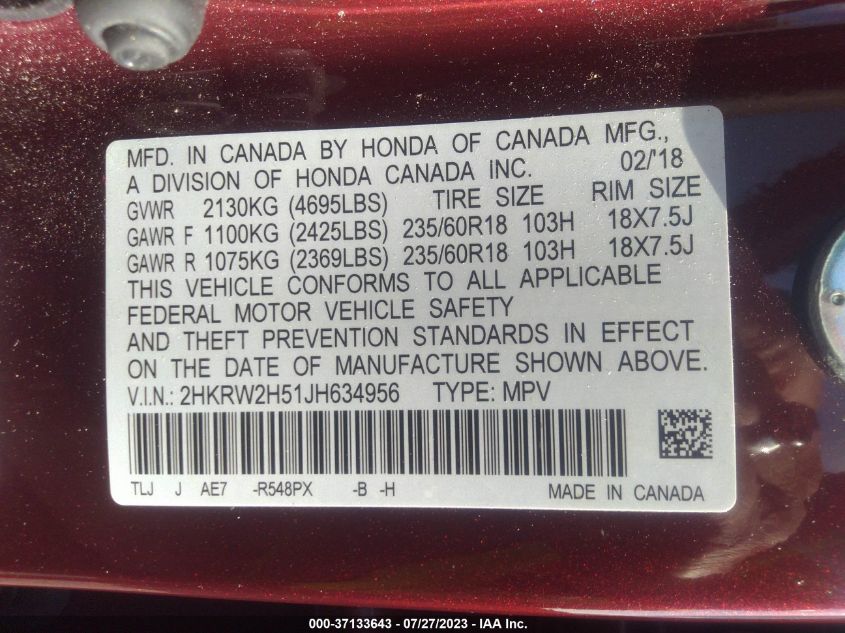 MFD. IN CANADA BY HONDA OF CANADA MFG.,
A DIVISION OF HONDA CANADA INC. 02/'18
GVWR 2130KG (4695LBS) TIRE SIZE RIM SIZE
GAWR F 1100KG (2425LBS) 235/60R18 103H 18X7.5J
GAWR R 1075KG (2369LBS) 235/60R18 103H 18X7.5J
THIS VEHICLE CONFORMS TO ALL APPLICABLE
FEDERAL MOTOR VEHICLE SAFETY
AND THEFT PREVENTION STANDARDS IN EFFECT
ON THE DATE OF MANUFACTURE SHOWN ABOVE.
V.I.N.: 2HKRW2H51JH634956 TYPE: MPV
TLJ J AE7 -R548PX -B -H MADE IN CANADA
000-37133643 / 07/27/2023 - IAA Inc.